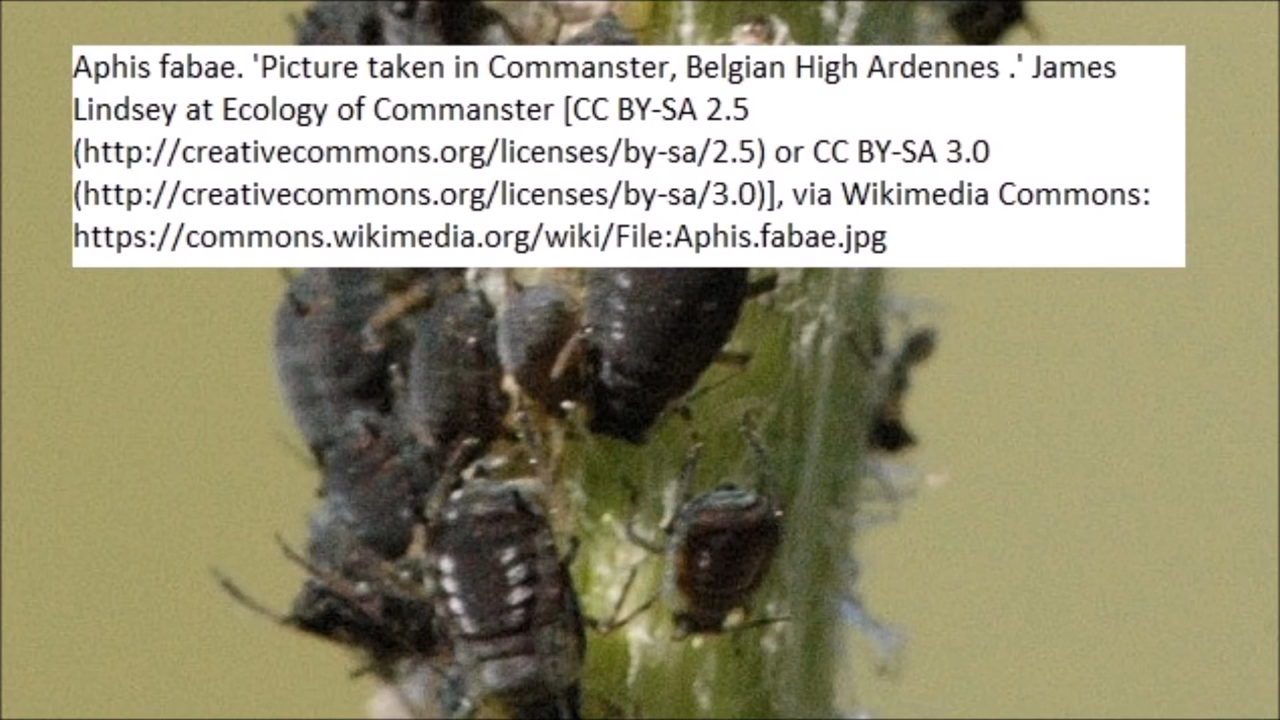 Aphis fabae. 'Picture taken in Commanster, Belgian High Ardennes .' James
Lindsey at Ecology of Commanster [CC BY-SA 2.5
(http://creativecommons.org/licenses/by-sa/2.5) or CC BY-SA 3.0
(http://creativecommons.org/licenses/by-sa/3.0)], via Wikimedia Commons:
https://commons.wikimedia.org/wiki/File:Aphis.fabae.jpg